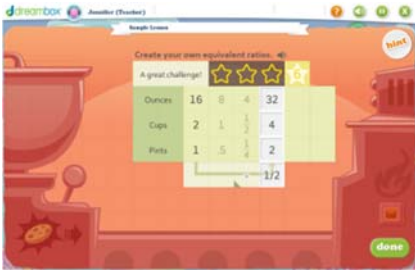 dreambox Jennifer (Teacher)
Sample Lesson
Create your own equivalent ratios.
hint
A great challenge!
Ounces 16 8 4 32
Cups 2 1 1/2 4
Pints 1 .5 1/4 2
1/2
done